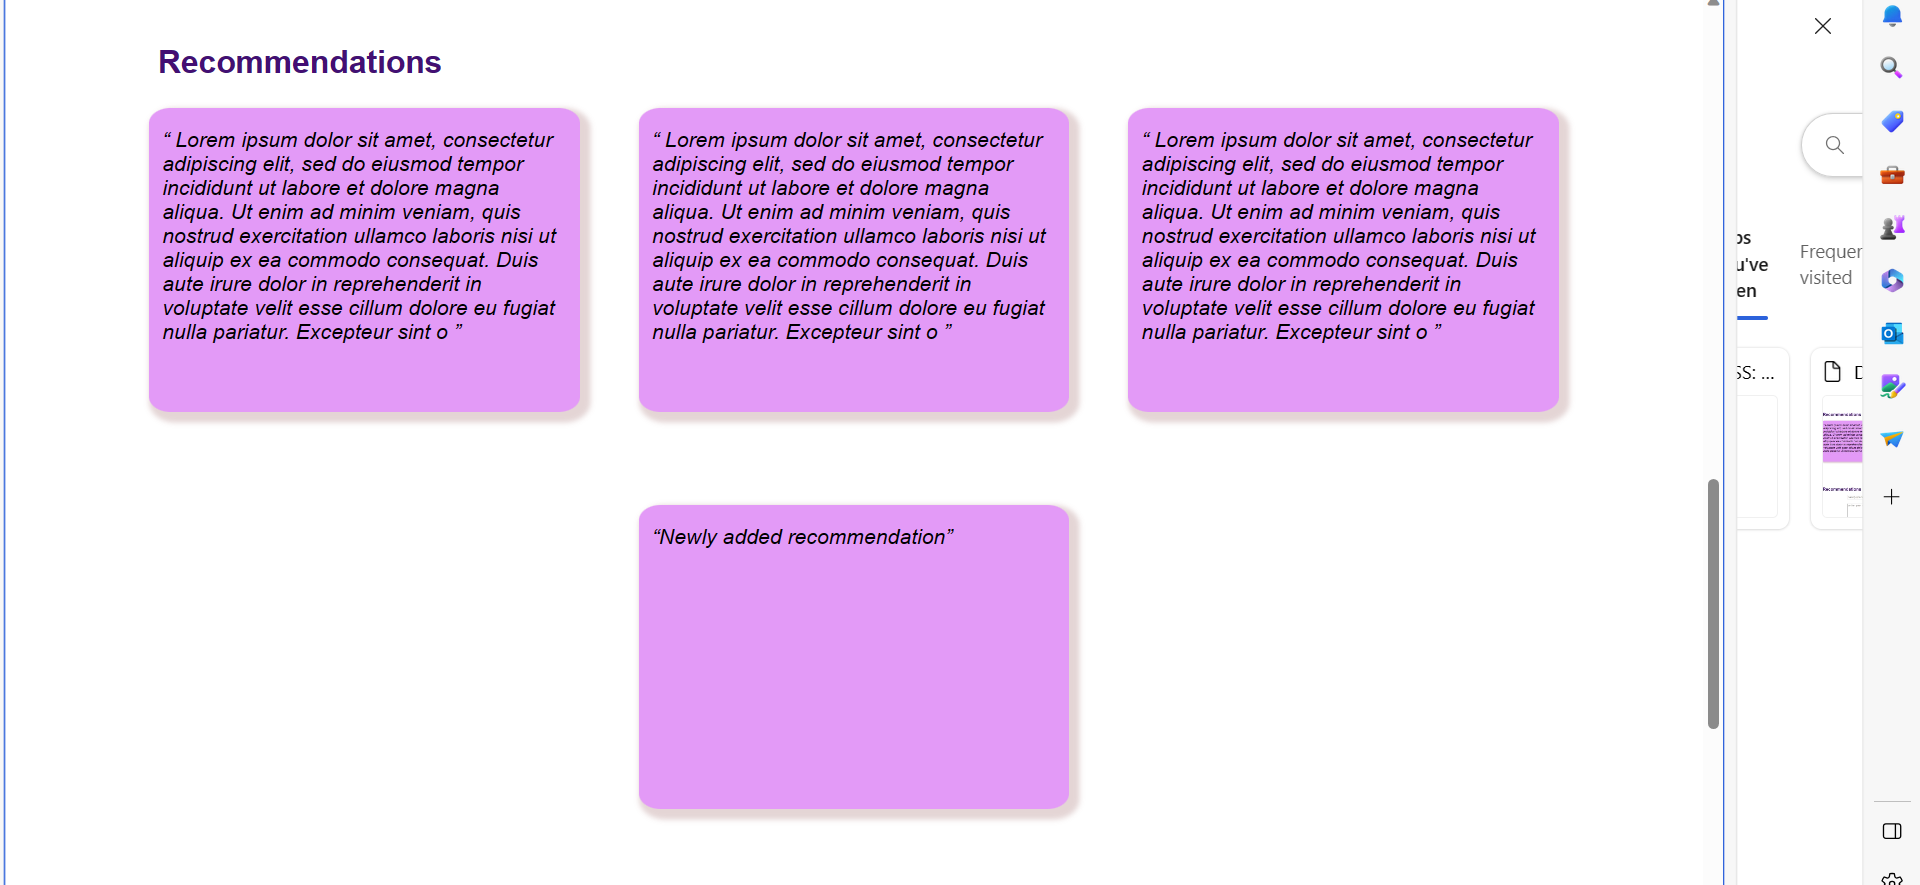 Recommendations
“ Lorem ipsum dolor sit amet, consectetur
adipiscing elit, sed do eiusmod tempor
incididunt ut labore et dolore magna
aliqua. Ut enim ad minim veniam, quis
nostrud exercitation ullamco laboris nisi ut
aliquip ex ea commodo consequat. Duis
aute irure dolor in reprehenderit in
voluptate velit esse cillum dolore eu fugiat
nulla pariatur. Excepteur sint o ”
“ Lorem ipsum dolor sit amet, consectetur
adipiscing elit, sed do eiusmod tempor
incididunt ut labore et dolore magna
aliqua. Ut enim ad minim veniam, quis
nostrud exercitation ullamco laboris nisi ut
aliquip ex ea commodo consequat. Duis
aute irure dolor in reprehenderit in
voluptate velit esse cillum dolore eu fugiat
nulla pariatur. Excepteur sint o ”
“ Lorem ipsum dolor sit amet, consectetur
adipiscing elit, sed do eiusmod tempor
incididunt ut labore et dolore magna
aliqua. Ut enim ad minim veniam, quis
nostrud exercitation ullamco laboris nisi ut
aliquip ex ea commodo consequat. Duis
aute irure dolor in reprehenderit in
voluptate velit esse cillum dolore eu fugiat
nulla pariatur. Excepteur sint o ”
“Newly added recommendation”
os
u've
en
Frequen
visited
SS: ...
D
Recommendations
Recommendations